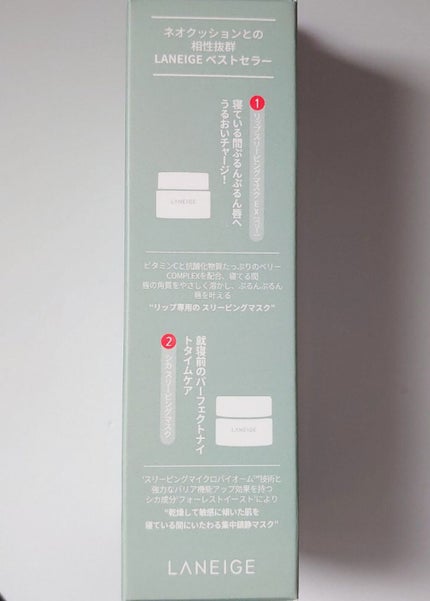 ネオクッションとの
相性抜群
LANEIGE ベストセラー
1
リップスリーピングマスクEX [ベリー]
寝ている間ぷるんぷるん唇へ
うるおいチャージ！
LANEIGE
ビタミンCと抗酸化物質たっぷりのベリー
COMPLEXを配合、寝てる間
唇の角質をやさしく溶かし、ぷるんぷるん
唇を叶える
"リップ専用の スリーピングマスク"
2
シカ スリーピングマスク
就寝前のパーフェクトナイ
トタイムケア
LANEIGE
'スリーピングマイクロバイオーム™'技術と
強力なバリア機能アップ効果を持つ
シカ成分'フォーレストイースト'により
"乾燥して敏感に傾いた肌を
寝ている間にいたわる集中鎮静マスク"
LANEIGE